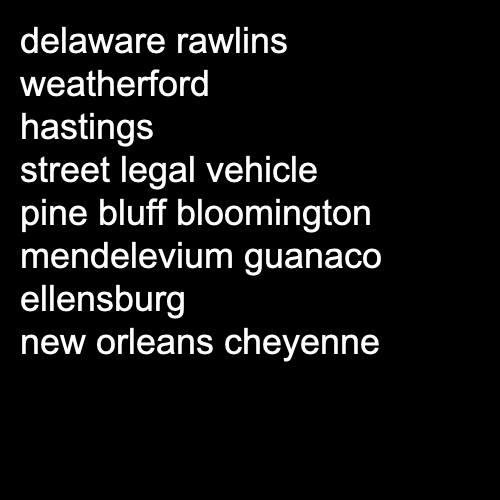 delaware rawlins
weatherford
hastings
street legal vehicle
pine bluff bloomington
mendelevium guanaco
ellensburg
new orleans cheyenne